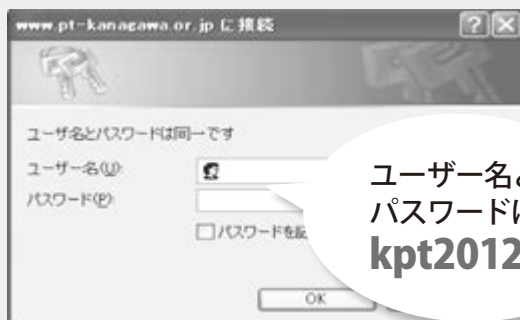 www.pt-kanagawa.or.jp に接続
ユーザ名とパスワードは同一です
ユーザー名(U):
パスワード(P):
パスワードを記
OK
ユーザー名と
パスワードは
kpt2012